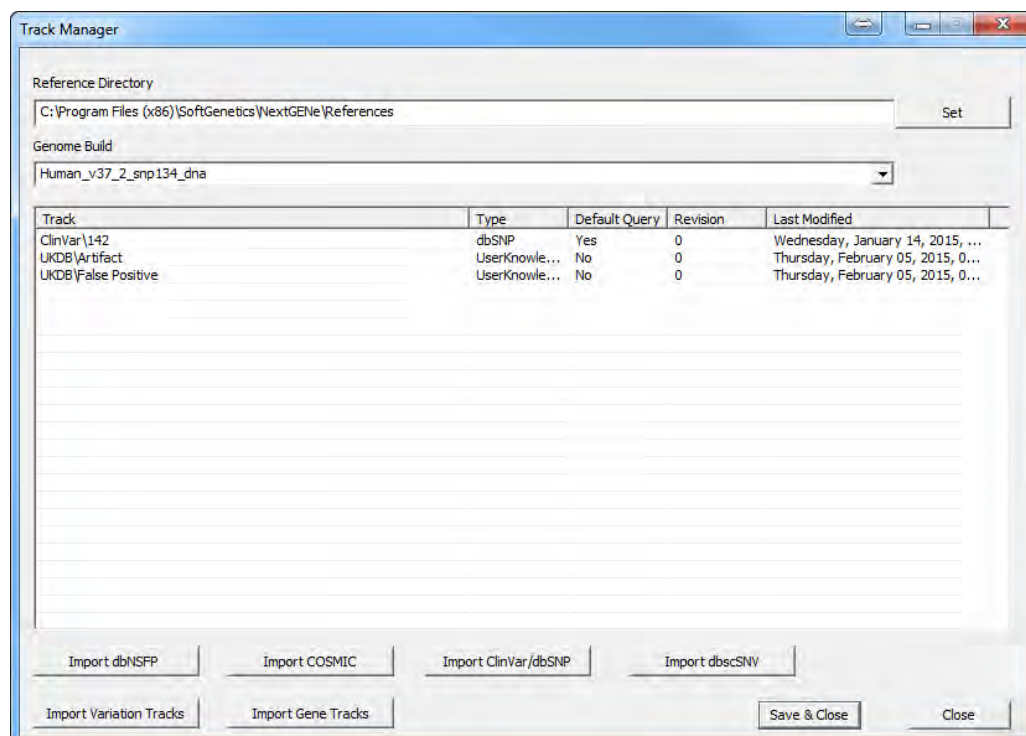 Track Manager
Reference Directory
C:\Program Files (x86)\SoftGenetics\NextGENe\References
Set
Genome Build
Human_v37_2_snp134_dna
Track Type Default Query Revision Last Modified
ClinVar\142 dbSNP Yes 0 Wednesday, January 14, 2015, ...
UKDB\Artifact UserKnowle... No 0 Thursday, February 05, 2015, 0...
UKDB\False Positive UserKnowle... No 0 Thursday, February 05, 2015, 0...
Import dbNSFP Import COSMIC Import ClinVar/dbSNP Import dbscSNV
Import Variation Tracks Import Gene Tracks Save & Close Close